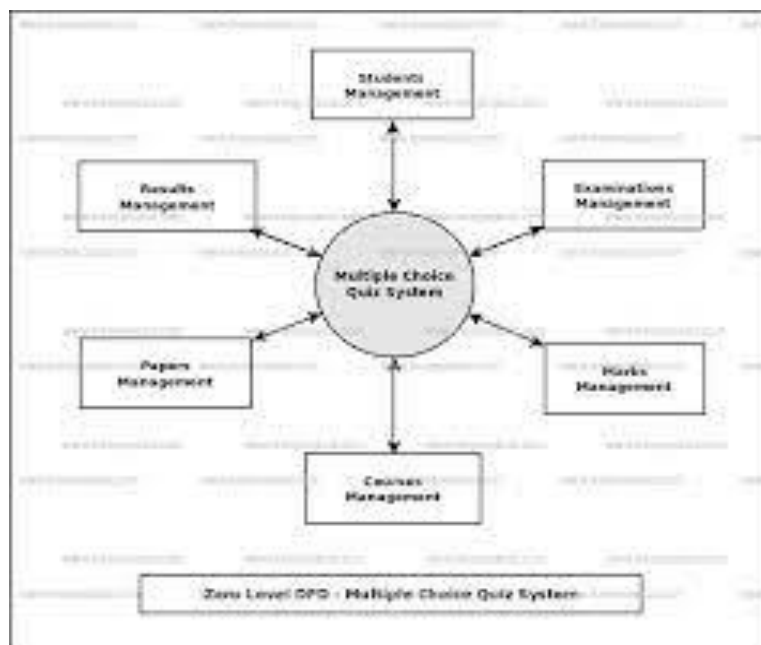 Students
Management
Results
Management
Examinatives
Management
Multiple Choice
Quiz System
Papers
Management
Marks
Management
Courses
Management
Zero Level DFD - Multiple Choice Quiz System